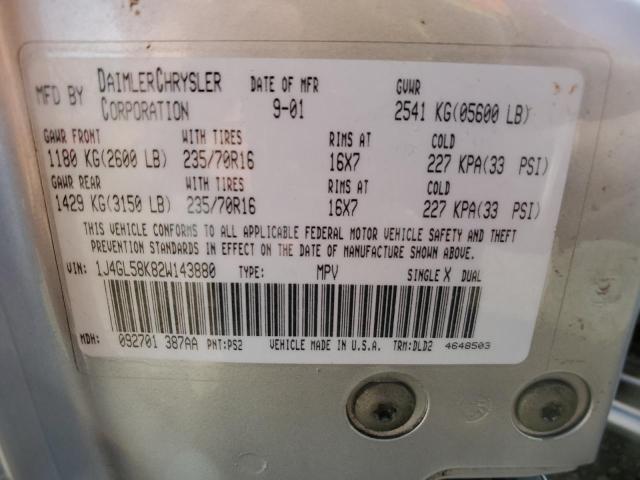 MFD BY DAIMLERCHRYSLER CORPORATION DATE OF MFR 9-01 GVWR 2541 KG(05600 LB)
GAWR FRONT WITH TIRES RIMS AT COLD
1180 KG(2600 LB) 235/70R16 16X7 227 KPA(33 PSI)
GAWR REAR WITH TIRES RIMS AT COLD
1429 KG(3150 LB) 235/70R16 16X7 227 KPA(33 PSI)
THIS VEHICLE CONFORMS TO ALL APPLICABLE FEDERAL MOTOR VEHICLE SAFETY AND THEFT
PREVENTION STANDARDS IN EFFECT ON THE DATE OF MANUFACTURE SHOWN ABOVE.
VIN: 1J4GL58K82W143880 TYPE: MPV SINGLE X DUAL
MDH: 092701 387AA PNT:PS2 VEHICLE MADE IN U.S.A. TRM:DLD2 4648503